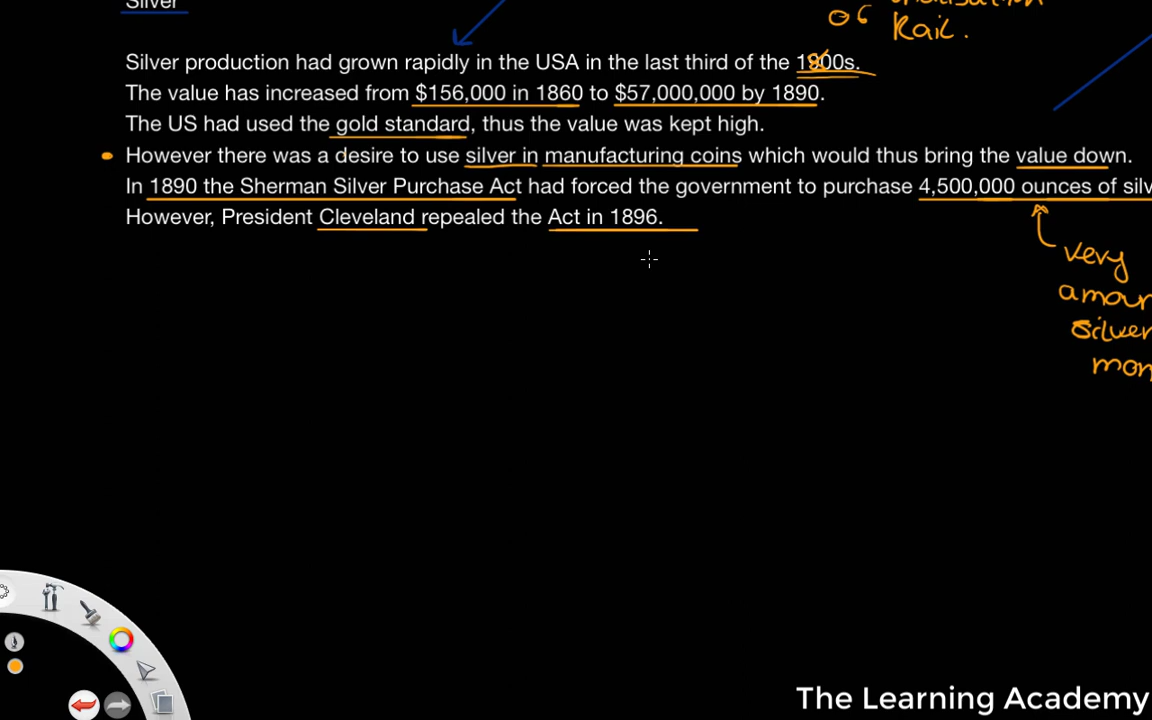 Silver
of
Rail.
Silver production had grown rapidly in the USA in the last third of the 1800s.
The value has increased from $156,000 in 1860 to $57,000,000 by 1890.
The US had used the gold standard, thus the value was kept high.
However there was a desire to use silver in manufacturing coins which would thus bring the value down.
In 1890 the Sherman Silver Purchase Act had forced the government to purchase 4,500,000 ounces of silv
However, President Cleveland repealed the Act in 1896.
very
amour
silver
mon
The Learning Academy